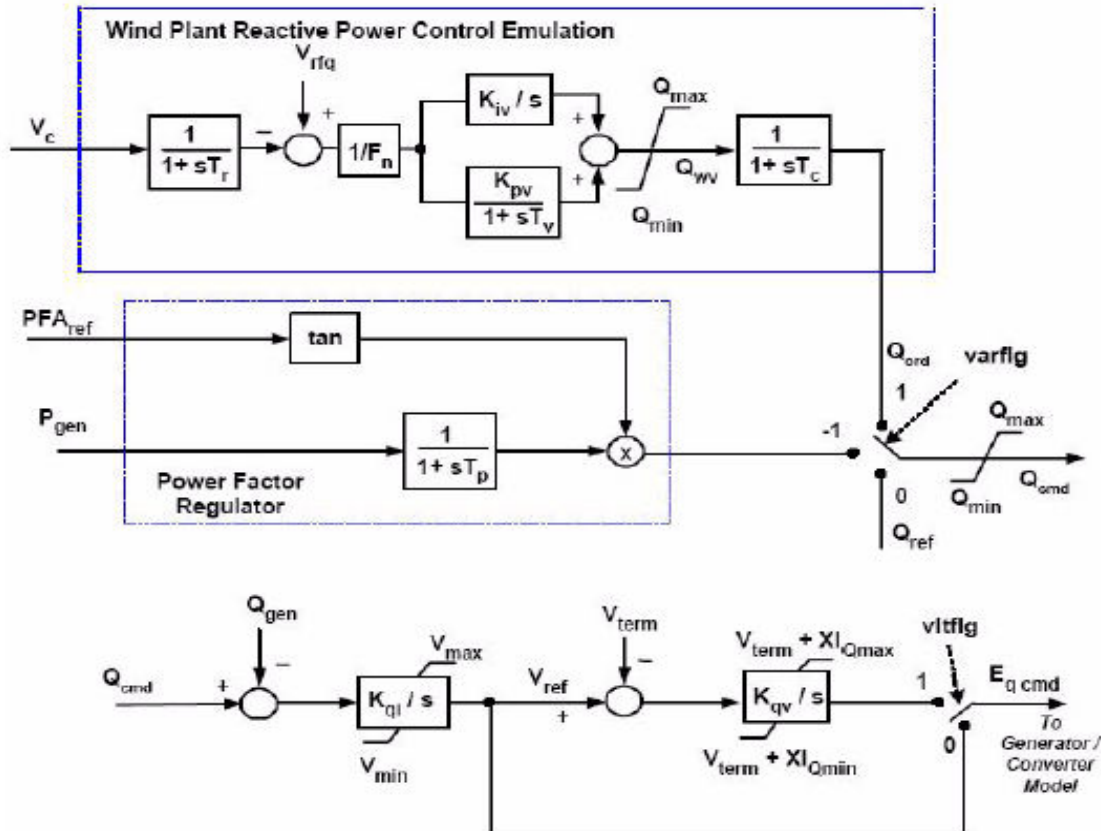 Wind Plant Reactive Power Control Emulation
V_rfq
V_c
1
1+ sT_r
−
+
1/F_n
K_iv / s
K_pv
1+ sT_v
+
+
Q_max
Q_min
Q_wv
1
1+ sT_c
PFA_ref
tan
P_gen
1
1+ sT_p
x
Power Factor
Regulator
Q_ord
varflg
1
-1
0
Q_ref
Q_max
Q_min
Q_cmd
Q_gen
Q_cmd
+
−
V_max
K_qi / s
V_min
V_ref
V_term
+
−
V_term + XI_Qmax
K_qv / s
V_term + XI_Qmin
vltflg
1
0
E_q cmd
To
Generator /
Converter
Model